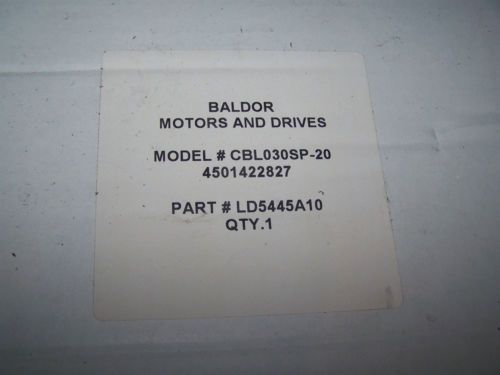 BALDOR
MOTORS AND DRIVES
MODEL # CBL030SP-20
4501422827
PART # LD5445A10
QTY.1